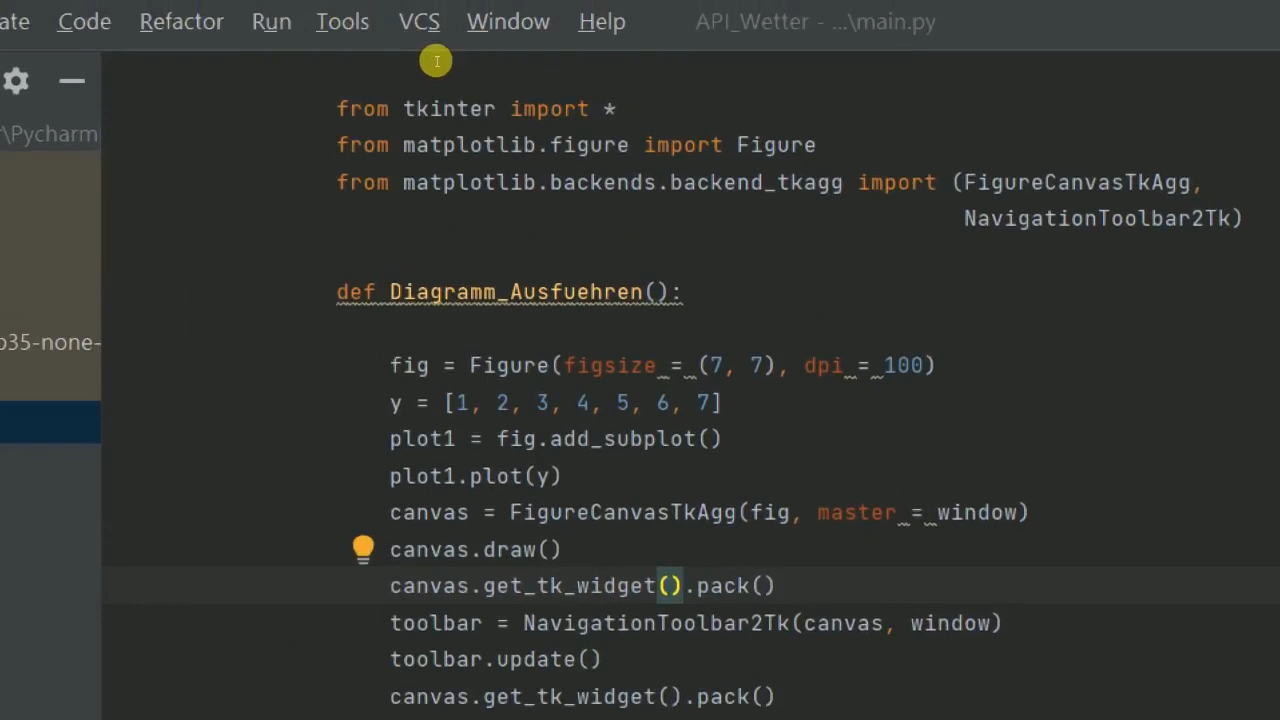 ate Code Refactor Run Tools VCS Window Help API_Wetter - ...\main.py
\Pycharm
from tkinter import *
from matplotlib.figure import Figure
from matplotlib.backends.backend_tkagg import (FigureCanvasTkAgg,
NavigationToolbar2Tk)
def Diagramm_Ausfuehren():
p35-none-
fig = Figure(figsize = (7, 7), dpi = 100)
y = [1, 2, 3, 4, 5, 6, 7]
plot1 = fig.add_subplot()
plot1.plot(y)
canvas = FigureCanvasTkAgg(fig, master = window)
canvas.draw()
canvas.get_tk_widget().pack()
toolbar = NavigationToolbar2Tk(canvas, window)
toolbar.update()
canvas.get_tk_widget().pack()